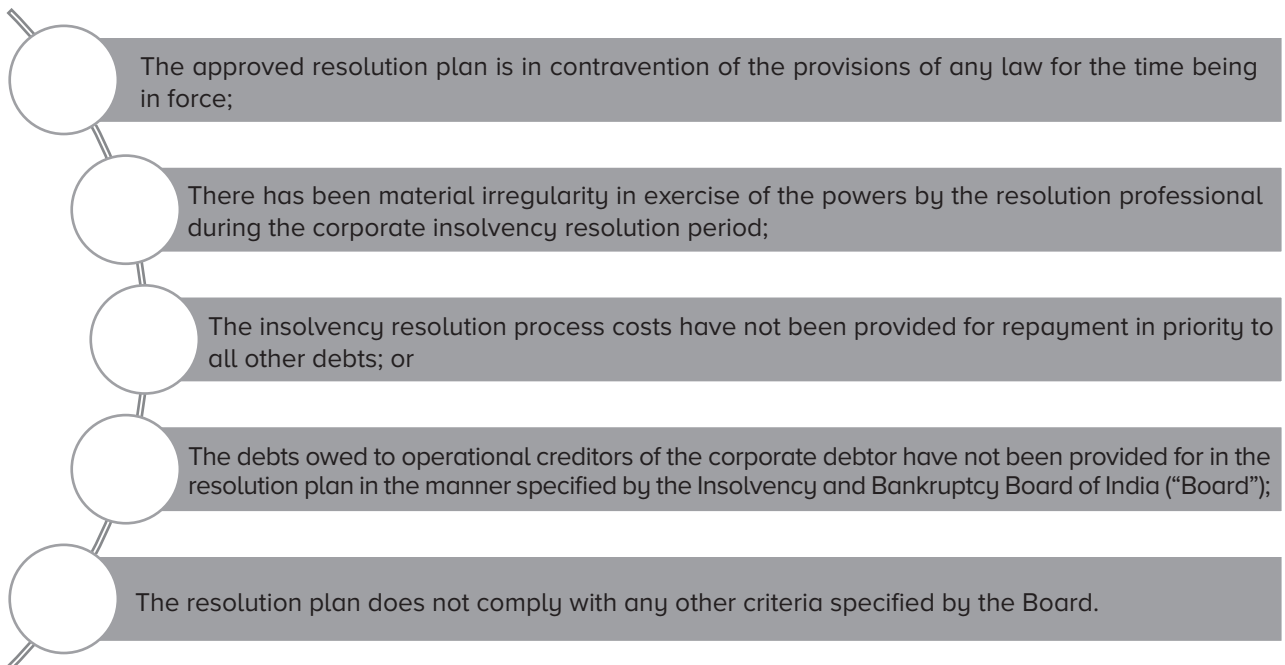 The approved resolution plan is in contravention of the provisions of any law for the time being
in force;
There has been material irregularity in exercise of the powers by the resolution professional
during the corporate insolvency resolution period;
The insolvency resolution process costs have not been provided for repayment in priority to
all other debts; or
The debts owed to operational creditors of the corporate debtor have not been provided for in the
resolution plan in the manner specified by the Insolvency and Bankruptcy Board of India (“Board”);
The resolution plan does not comply with any other criteria specified by the Board.